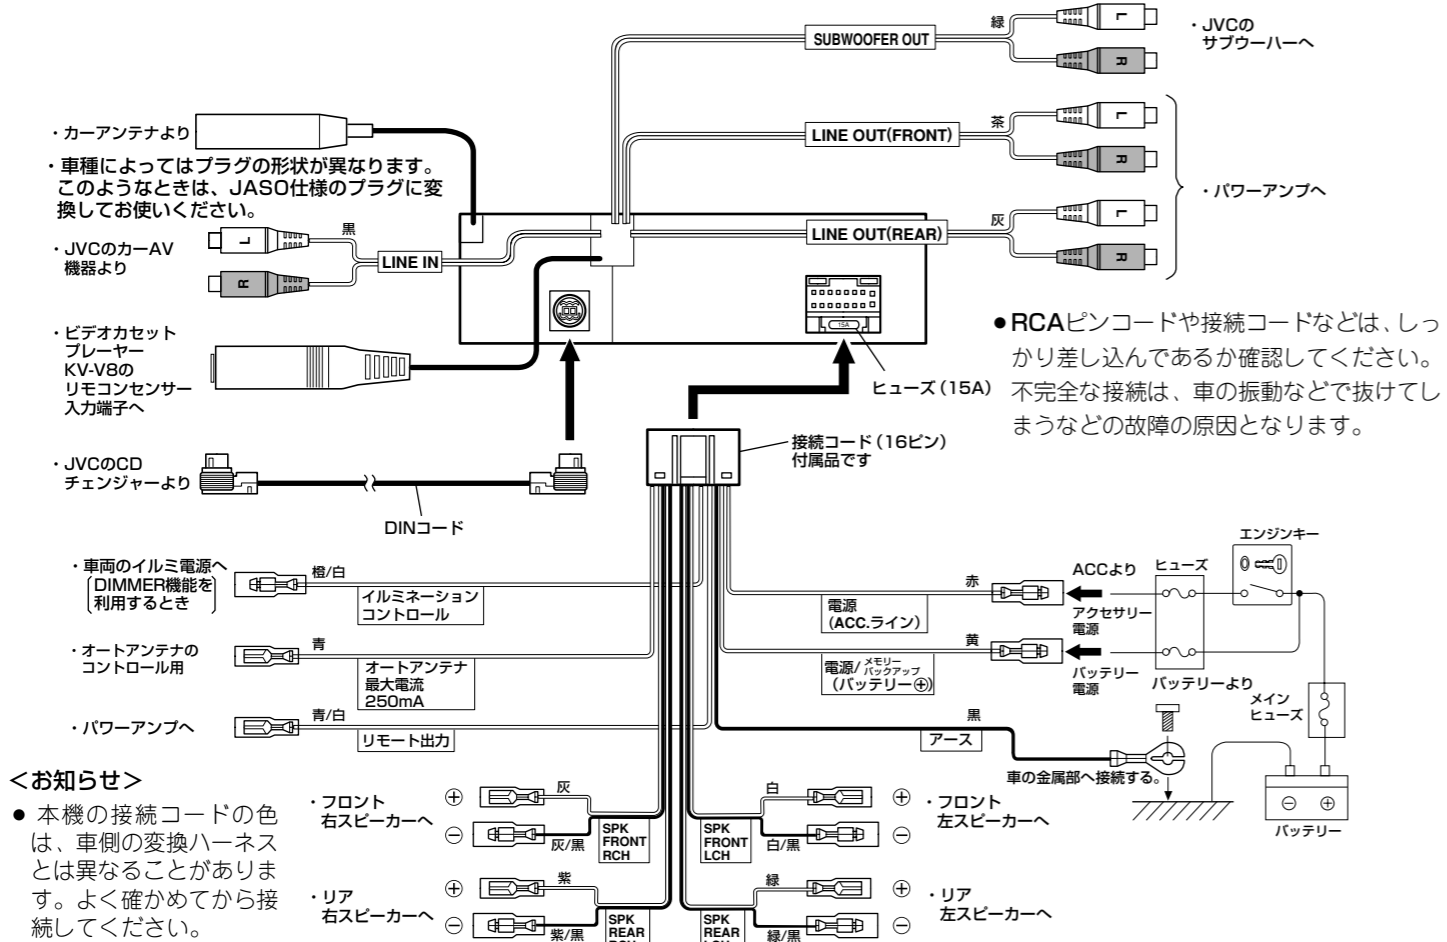 SUBWOOFER OUT
緑
L
R
・JVCの
サブウーハーへ
・カーアンテナより
・車種によってはプラグの形状が異なります。
このようなときは、JASO仕様のプラグに変
換してお使いください。
LINE OUT(FRONT)
茶
L
R
・パワーアンプへ
LINE OUT(REAR)
灰
L
R
・JVCのカーAV
機器より
L
R
黒
LINE IN
・ビデオカセット
プレーヤー
KV-V8の
リモコンセンサー
入力端子へ
15A
ヒューズ(15A)
●RCAピンコードや接続コードなどは、しっ
かり差し込んであるか確認してください。
不完全な接続は、車の振動などで抜けてし
まうなどの故障の原因となります。
接続コード(16ピン)
付属品です
・JVCのCD
チェンジャーより
DINコード
・車両のイルミ電源へ
DIMMER機能を
利用するとき
橙/白
イルミネーション
コントロール
・オートアンテナの
コントロール用
青
オートアンテナ
最大電流
250mA
・パワーアンプへ
青/白
リモート出力
赤
電源
(ACC.ライン)
ACCより
アクセサリー
電源
ヒューズ
エンジンキー
黄
電源/メモリーバックアップ
(バッテリー⊕)
バッテリー
電源
バッテリーより
メイン
ヒューズ
黒
アース
車の金属部へ接続する。
⊖ ⊕
バッテリー
<お知らせ>
● 本機の接続コードの色
は、車側の変換ハーネス
とは異なることがありま
す。よく確かめてから接
続してください。
・フロント
右スピーカーへ
⊕
⊖
灰
灰/黒
SPK
FRONT
RCH
SPK
FRONT
LCH
白
白/黒
⊕
⊖
・フロント
左スピーカーへ
・リア
右スピーカーへ
⊕
⊖
紫
紫/黒
SPK
REAR
RCH
SPK
REAR
LCH
緑
緑/黒
⊕
⊖
・リア
左スピーカーへ